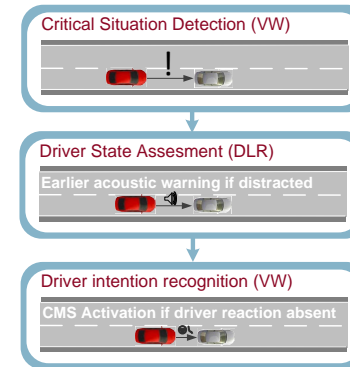 Critical Situation Detection (VW)
!
Driver State Assesment (DLR)
Earlier acoustic warning if distracted
Driver intention recognition (VW)
CMS Activation if driver reaction absent